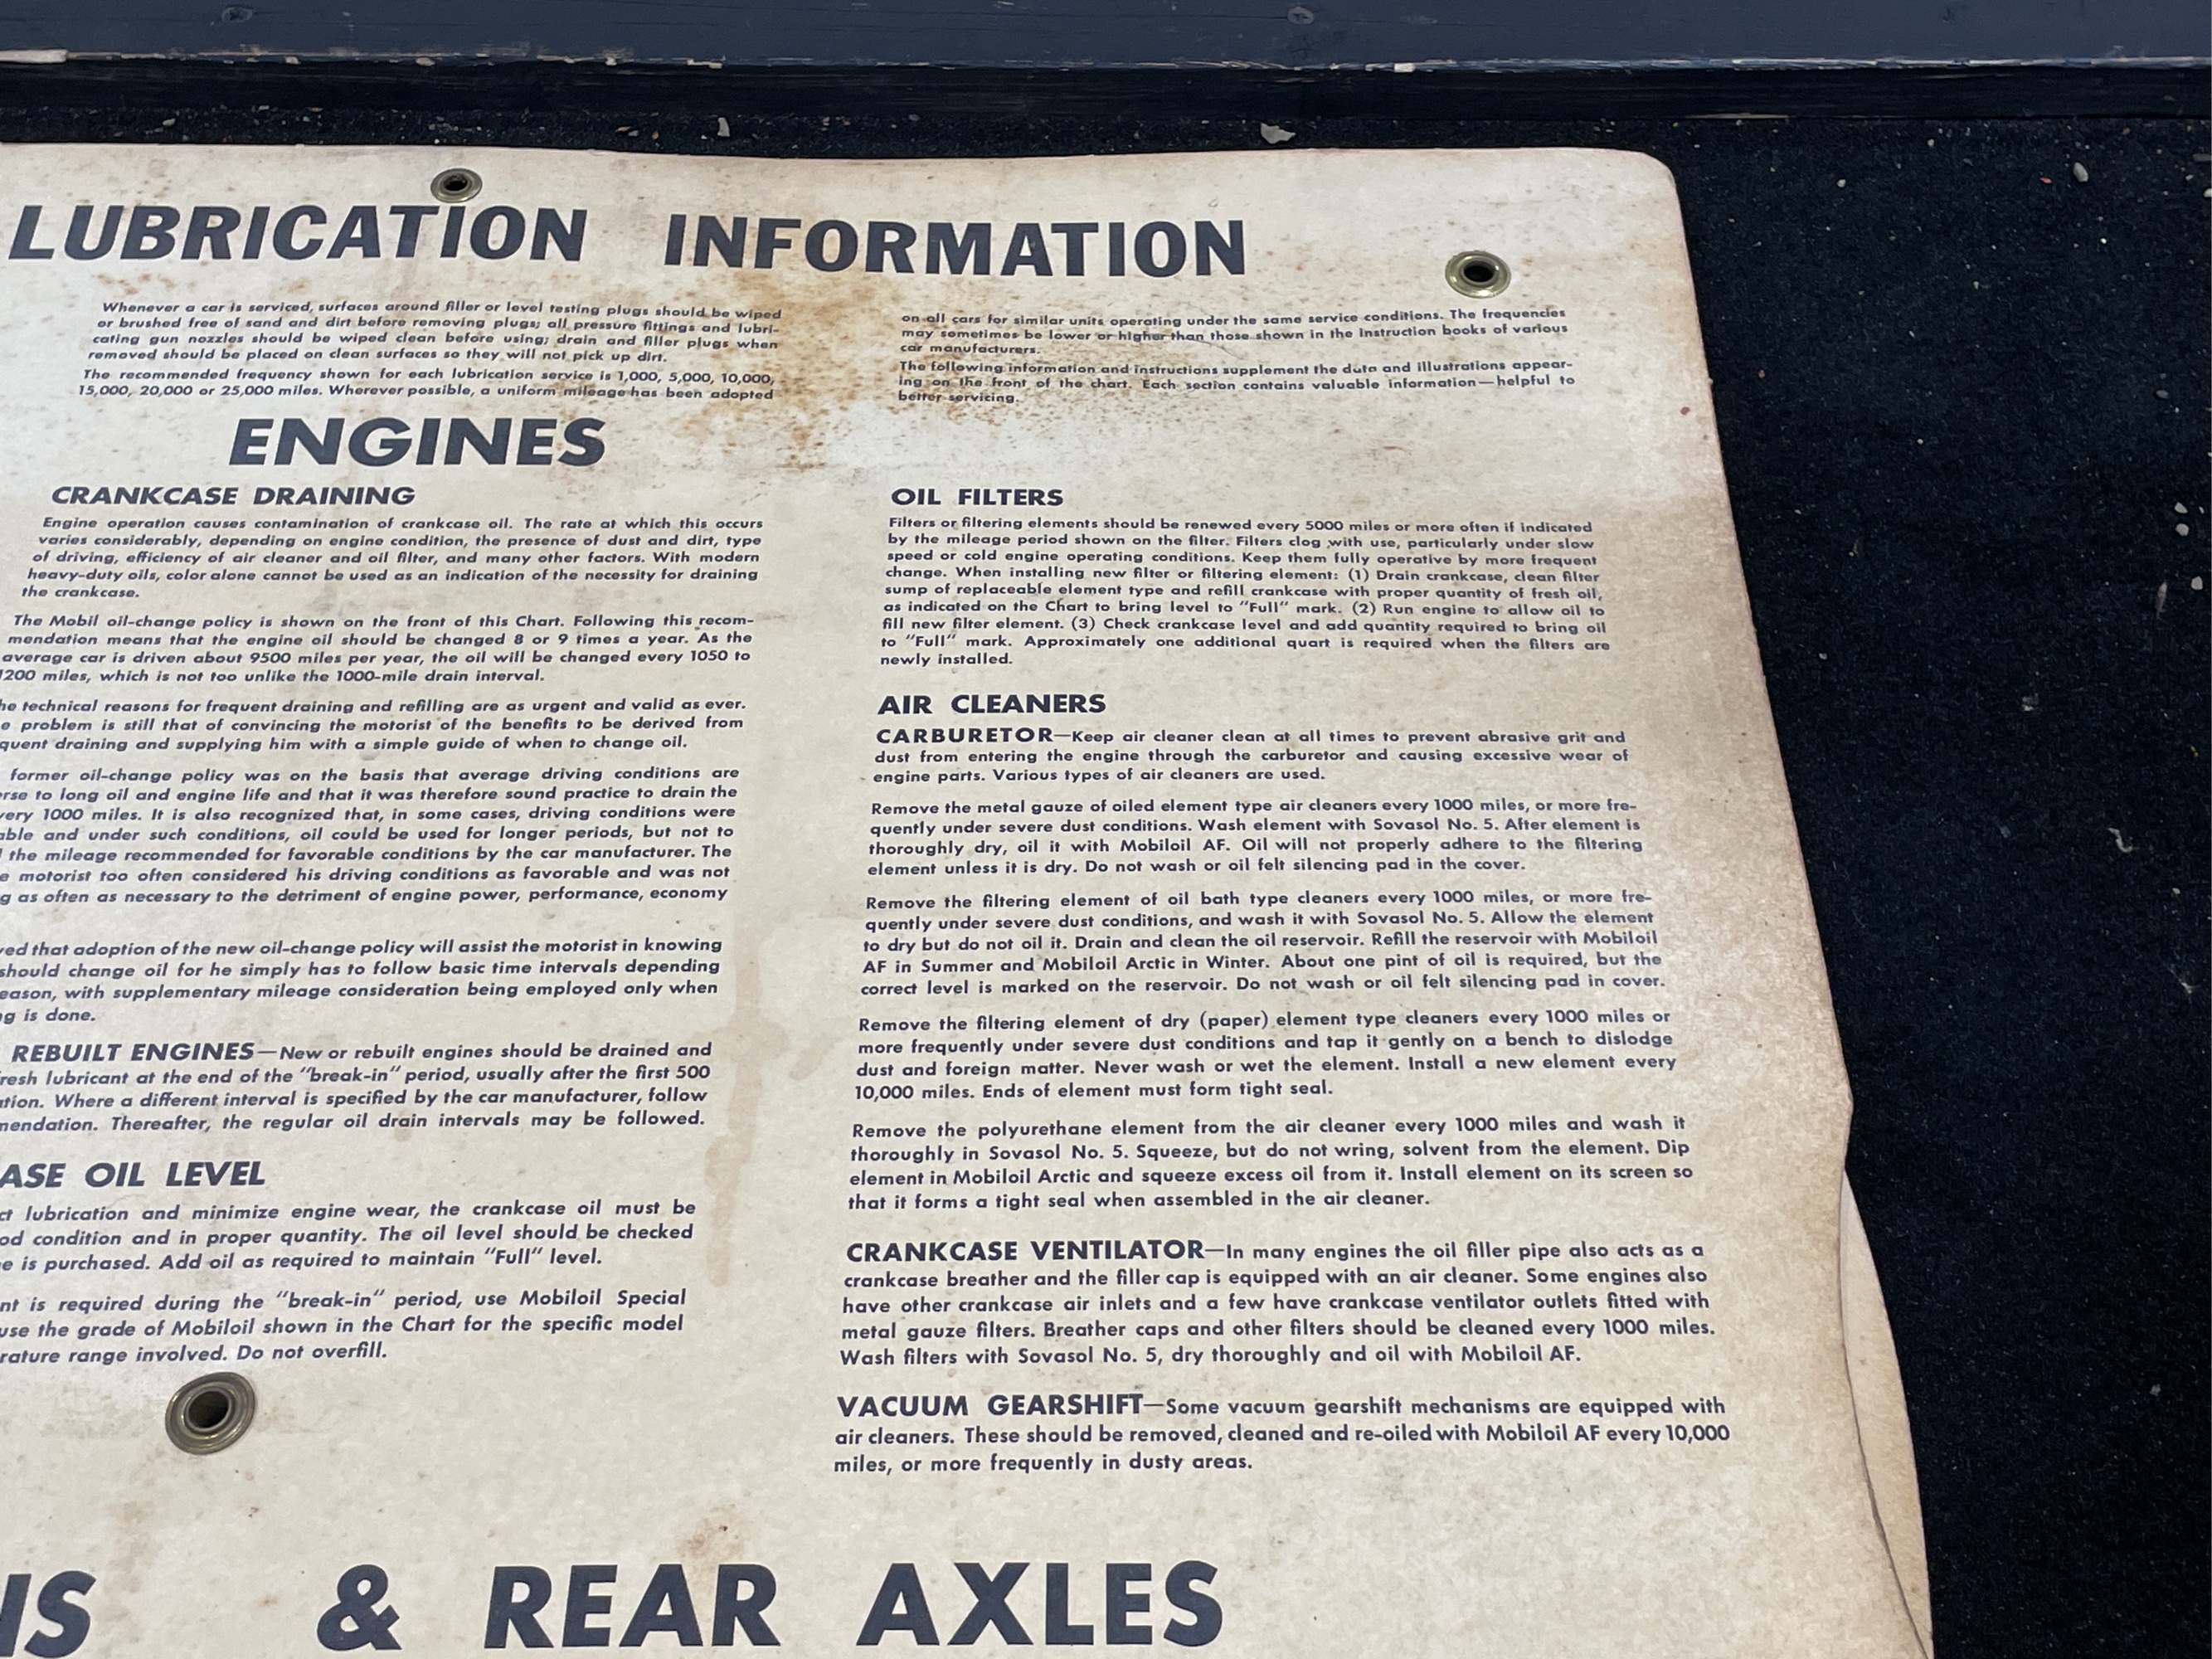 LUBRICATION INFORMATION
Whenever a car is serviced, surfaces around filler or level testing plugs should be wiped
or brushed free of sand and dirt before removing plugs; all pressure fittings and lubri-
cating gun nozzles should be wiped clean before using; drain and filler plugs when
removed should be placed on clean surfaces so they will not pick up dirt.
The recommended frequency shown for each lubrication service is 1,000, 5,000, 10,000,
15,000, 20,000 or 25,000 miles. Wherever possible, a uniform mileage has been adopted
on all cars for similar units operating under the same service conditions. The frequencies
may sometimes be lower or higher than those shown in the Instruction books of various
car manufacturers.
The following information and instructions supplement the data and illustrations appear-
ing on the front of the chart. Each section contains valuable information—helpful to
better servicing.
ENGINES
CRANKCASE DRAINING
Engine operation causes contamination of crankcase oil. The rate at which this occurs
varies considerably, depending on engine condition, the presence of dust and dirt, type
of driving, efficiency of air cleaner and oil filter, and many other factors. With modern
heavy-duty oils, color alone cannot be used as an indication of the necessity for draining
the crankcase.
The Mobil oil-change policy is shown on the front of this Chart. Following this recom-
mendation means that the engine oil should be changed 8 or 9 times a year. As the
average car is driven about 9500 miles per year, the oil will be changed every 1050 to
1200 miles, which is not too unlike the 1000-mile drain interval.
technical reasons for frequent draining and refilling are as urgent and valid as ever.
problem is still that of convincing the motorist of the benefits to be derived from
draining and supplying him with a simple guide of when to change oil.
former oil-change policy was on the basis that average driving conditions are
to long oil and engine life and that it was therefore sound practice to drain the
1000 miles. It is also recognized that, in some cases, driving conditions were
and under such conditions, oil could be used for longer periods, but not to
the mileage recommended for favorable conditions by the car manufacturer. The
motorist too often considered his driving conditions as favorable and was not
as often as necessary to the detriment of engine power, performance, economy
that adoption of the new oil-change policy will assist the motorist in knowing
should change oil for he simply has to follow basic time intervals depending
with supplementary mileage consideration being employed only when
is done.
REBUILT ENGINES—New or rebuilt engines should be drained and
lubricant at the end of the "break-in" period, usually after the first 500
Where a different interval is specified by the car manufacturer, follow
Thereafter, the regular oil drain intervals may be followed.
OIL LEVEL
lubrication and minimize engine wear, the crankcase oil must be
condition and in proper quantity. The oil level should be checked
is purchased. Add oil as required to maintain "Full" level.
is required during the "break-in" period, use Mobiloil Special
use the grade of Mobiloil shown in the Chart for the specific model
range involved. Do not overfill.
OIL FILTERS
Filters or filtering elements should be renewed every 5000 miles or more often if indicated
by the mileage period shown on the filter. Filters clog with use, particularly under slow
speed or cold engine operating conditions. Keep them fully operative by more frequent
change. When installing new filter or filtering element: (1) Drain crankcase, clean filter
sump of replaceable element type and refill crankcase with proper quantity of fresh oil,
as indicated on the Chart to bring level to "Full" mark. (2) Run engine to allow oil to
fill new filter element. (3) Check crankcase level and add quantity required to bring oil
to "Full" mark. Approximately one additional quart is required when the filters are
newly installed.
AIR CLEANERS
CARBURETOR—Keep air cleaner clean at all times to prevent abrasive grit and
dust from entering the engine through the carburetor and causing excessive wear of
engine parts. Various types of air cleaners are used.
Remove the metal gauze of oiled element type air cleaners every 1000 miles, or more fre-
quently under severe dust conditions. Wash element with Sovasol No. 5. After element is
thoroughly dry, oil it with Mobiloil AF. Oil will not properly adhere to the filtering
element unless it is dry. Do not wash or oil felt silencing pad in the cover.
Remove the filtering element of oil bath type cleaners every 1000 miles, or more fre-
quently under severe dust conditions, and wash it with Sovasol No. 5. Allow the element
to dry but do not oil it. Drain and clean the oil reservoir. Refill the reservoir with Mobiloil
AF in Summer and Mobiloil Arctic in Winter. About one pint of oil is required, but the
correct level is marked on the reservoir. Do not wash or oil felt silencing pad in cover.
Remove the filtering element of dry (paper) element type cleaners every 1000 miles or
more frequently under severe dust conditions and tap it gently on a bench to dislodge
dust and foreign matter. Never wash or wet the element. Install a new element every
10,000 miles. Ends of element must form tight seal.
Remove the polyurethane element from the air cleaner every 1000 miles and wash it
thoroughly in Sovasol No. 5. Squeeze, but do not wring, solvent from the element. Dip
element in Mobiloil Arctic and squeeze excess oil from it. Install element on its screen so
that it forms a tight seal when assembled in the air cleaner.
CRANKCASE VENTILATOR—In many engines the oil filler pipe also acts as a
crankcase breather and the filler cap is equipped with an air cleaner. Some engines also
have other crankcase air inlets and a few have crankcase ventilator outlets fitted with
metal gauze filters. Breather caps and other filters should be cleaned every 1000 miles.
Wash filters with Sovasol No. 5, dry thoroughly and oil with Mobiloil AF.
VACUUM GEARSHIFT—Some vacuum gearshift mechanisms are equipped with
air cleaners. These should be removed, cleaned and re-oiled with Mobiloil AF every 10,000
miles, or more frequently in dusty areas.
& REAR AXLES